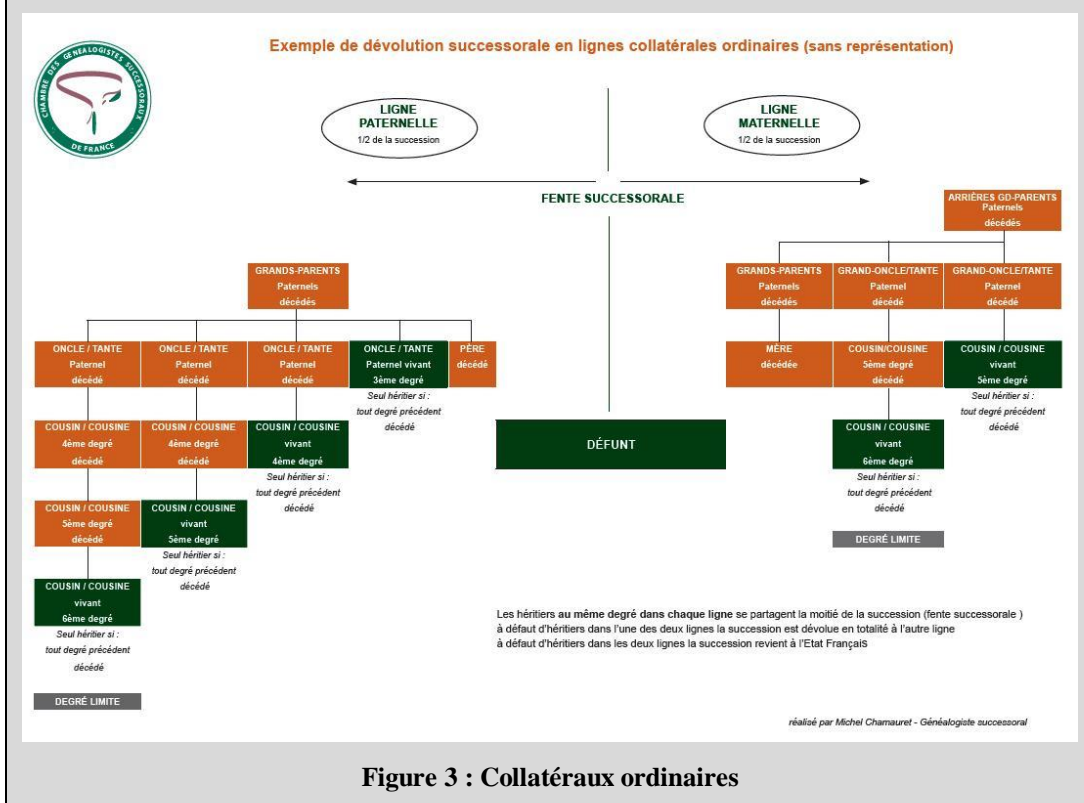 CHAMBRE DES GENEALOGISTES SUCCESSORAUX
DE FRANCE
Exemple de dévolution successorale en lignes collatérales ordinaires (sans représentation)
LIGNE
PATERNELLE
1/2 de la succession
LIGNE
MATERNELLE
1/2 de la succession
FENTE SUCCESSORALE
ARRIÈRES GD-PARENTS
Paternels
décédés
GRANDS-PARENTS
Paternels
décédés
GRANDS-PARENTS
Paternels
décédés
GRAND-ONCLE/TANTE
Paternel
décédé
GRAND-ONCLE/TANTE
Paternel
décédé
ONCLE / TANTE
Paternel
décédé
ONCLE / TANTE
Paternel
décédé
ONCLE / TANTE
Paternel
décédé
ONCLE / TANTE
Paternel vivant
3ème degré
Seul héritier si :
tout degré précédent
décédé
PÈRE
décédé
MÈRE
décédée
COUSIN/COUSINE
5ème degré
décédé
COUSIN / COUSINE
vivant
5ème degré
Seul héritier si :
tout degré précédent
décédé
COUSIN / COUSINE
4ème degré
décédé
COUSIN / COUSINE
4ème degré
décédé
COUSIN / COUSINE
vivant
4ème degré
Seul héritier si :
tout degré précédent
décédé
DÉFUNT
COUSIN / COUSINE
vivant
6ème degré
Seul héritier si :
tout degré précédent
décédé
DEGRÉ LIMITE
COUSIN / COUSINE
5ème degré
décédé
COUSIN / COUSINE
vivant
5ème degré
Seul héritier si :
tout degré précédent
décédé
COUSIN / COUSINE
vivant
6ème degré
Seul héritier si :
tout degré précédent
décédé
DEGRÉ LIMITE
Les héritiers au même degré dans chaque ligne se partagent la moitié de la succession (fente successorale )
à défaut d'héritiers dans l'une des deux lignes la succession est dévolue en totalité à l'autre ligne
à défaut d'héritiers dans les deux lignes la succession revient à l'Etat Français
réalisé par Michel Chamauret - Généalogiste successoral
Figure 3 : Collatéraux ordinaires